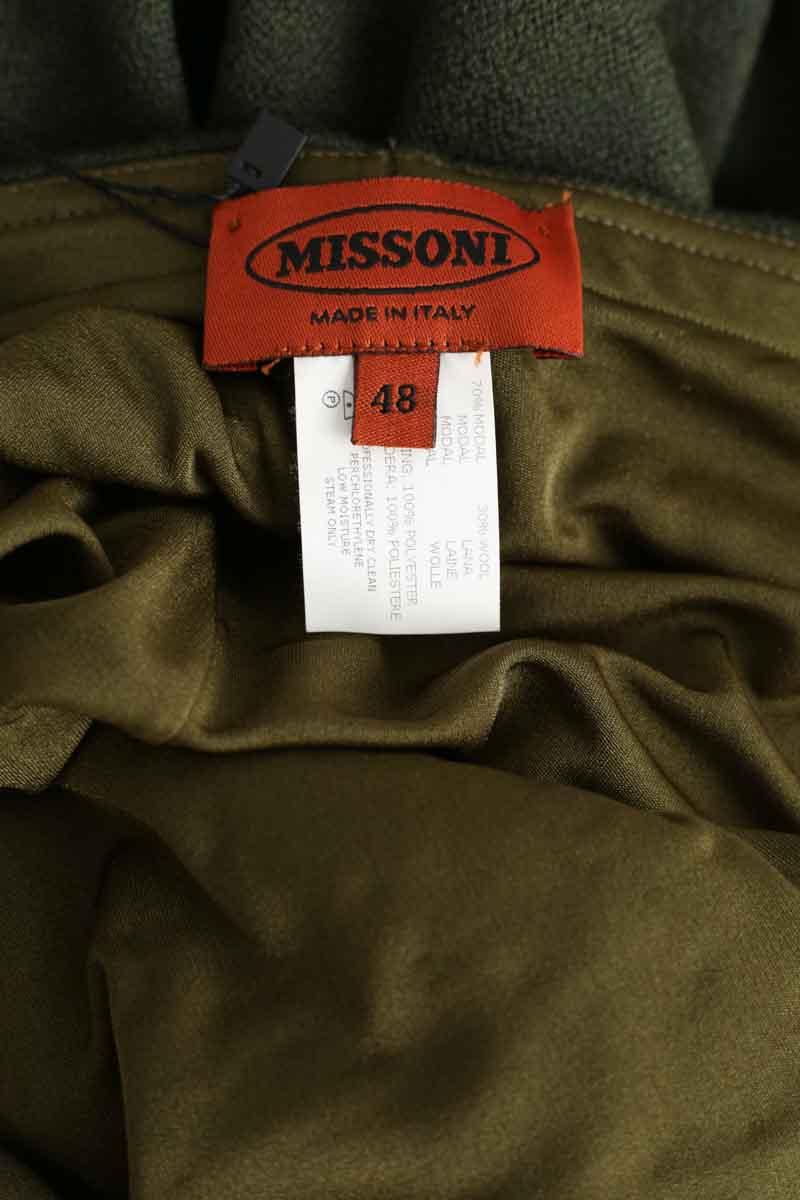 MISSONI
MADE IN ITALY
48
P
70% MODAL 30% WOOL
MODAL LANA
MODAL LAINE
WOLLE
100% POLYESTER
100% POLIESTERE
DRY CLEAN
PERCHLORETHYLENE
LOW MOISTURE
STEAM ONLY